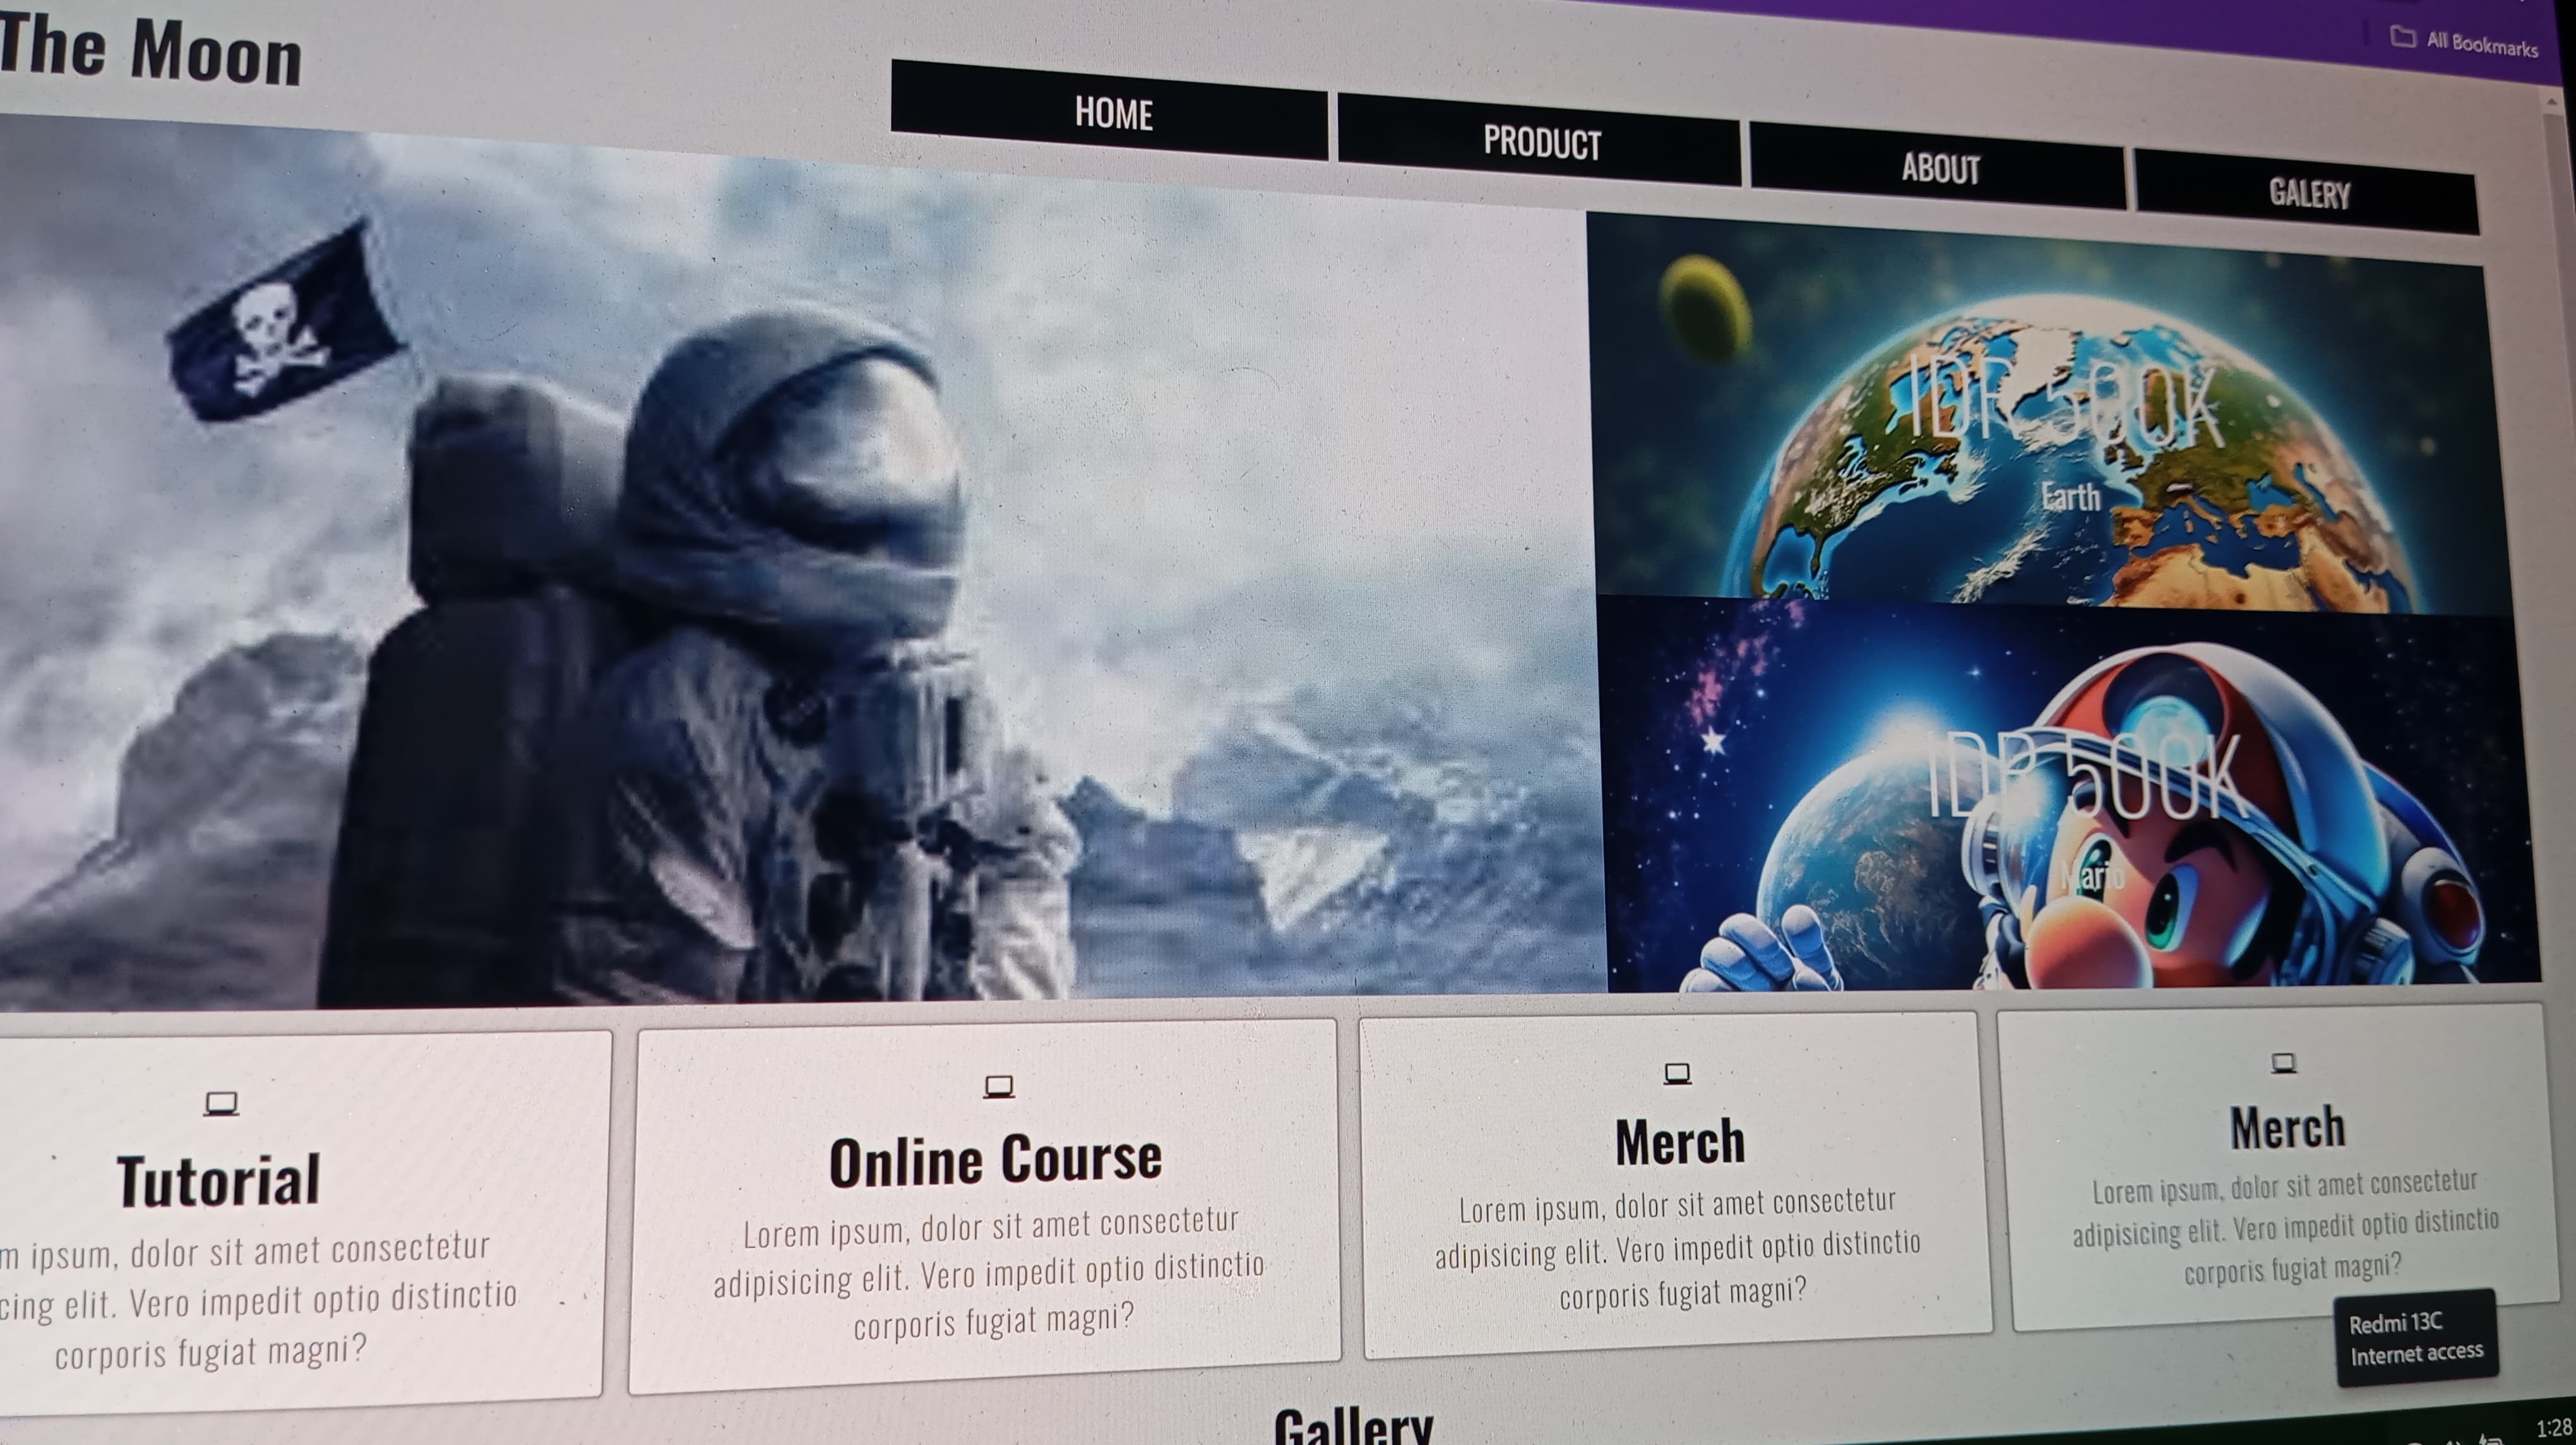 All Bookmarks
The Moon
HOME
PRODUCT
ABOUT
GALERY
IDR 500K
Earth
IDR 500K
Mario
Tutorial
ipsum, dolor sit amet consectetur
elit. Vero impedit optio distinctio
corporis fugiat magni?
Online Course
Lorem ipsum, dolor sit amet consectetur
adipisicing elit. Vero impedit optio distinctio
corporis fugiat magni?
Merch
Lorem ipsum, dolor sit amet consectetur
adipisicing elit. Vero impedit optio distinctio
corporis fugiat magni?
Merch
Lorem ipsum, dolor sit amet consectetur
adipisicing elit. Vero impedit optio distinctio
corporis fugiat magni?
Redmi 13C
Internet access
Gallery
1:28